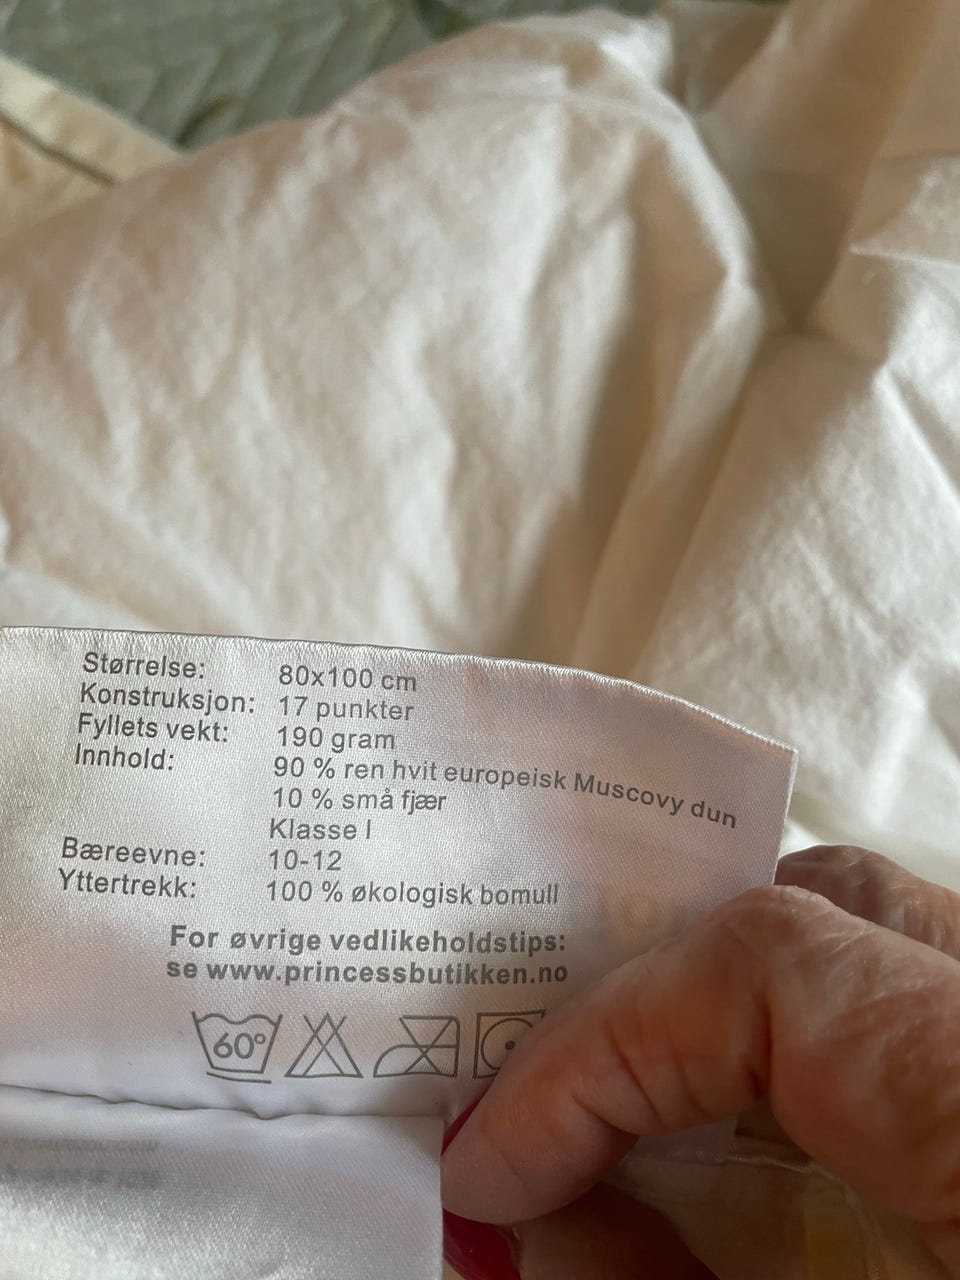 Størrelse: 80x100 cm
Konstruksjon: 17 punkter
Fyllets vekt: 190 gram
Innhold: 90 % ren hvit europeisk Muscovy dun
10 % små fjær
Klasse I
Bæreevne: 10-12
Yttertrekk: 100 % økologisk bomull
For øvrige vedlikeholdstips:
se www.princessbutikken.no
60°